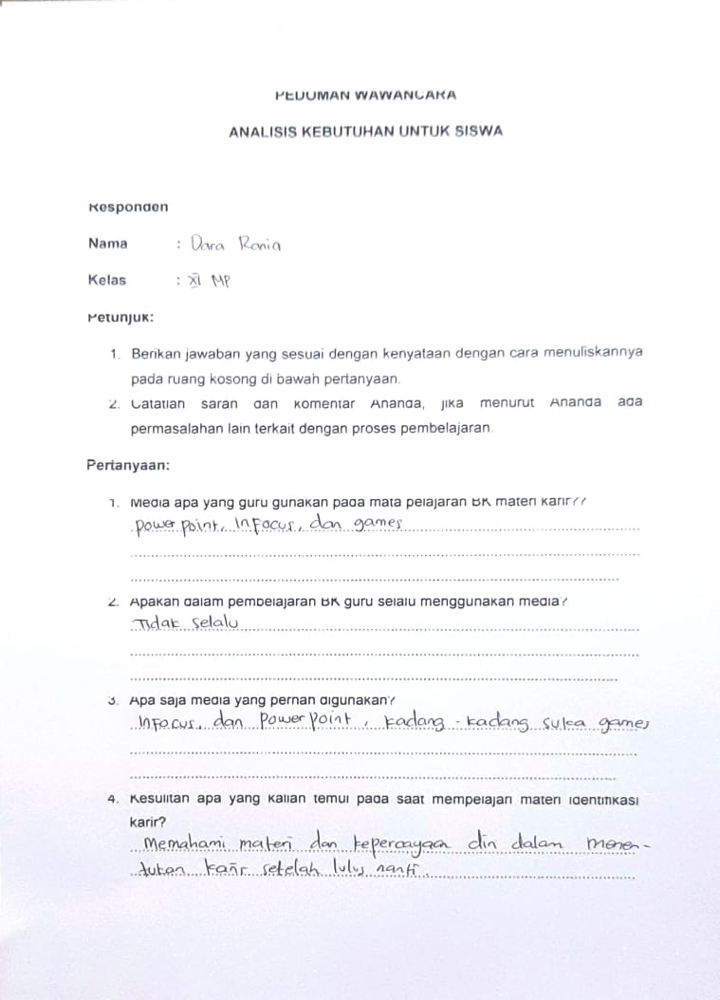 PEDOMAN WAWANCARA
ANALISIS KEBUTUHAN UNTUK SISWA
Responden
Nama : Dara Rania
Kelas : XI MP
Petunjuk:
1. Berikan jawaban yang sesuai dengan kenyataan dengan cara menuliskannya
pada ruang kosong di bawah pertanyaan.
2. Catatlah saran dan komentar Ananda, jika menurut Ananda ada
permasalahan lain terkait dengan proses pembelajaran.
Pertanyaan:
1. Media apa yang guru gunakan pada mata pelajaran BK materi karir???
power point, Infocus, dan games
2. Apakah dalam pembelajaran BK guru selalu menggunakan media?
Tidak selalu
3. Apa saja media yang pernah digunakan?
Infocus, dan Power Point, kadang-kadang suka games
4. Kesulitan apa yang kalian temui pada saat mempelajari materi identifikasi
karir?
Memahami materi dan kepercayaan diri dalam menen-
tukan karir setelah lulus nanti.